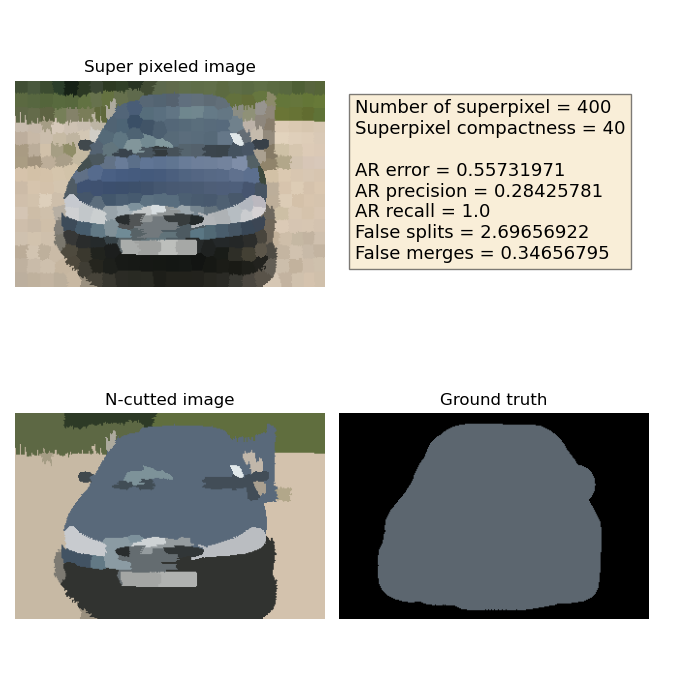 Super pixeled image
Number of superpixel = 400
Superpixel compactness = 40
AR error = 0.55731971
AR precision = 0.28425781
AR recall = 1.0
False splits = 2.69656922
False merges = 0.34656795
N-cutted image
Ground truth